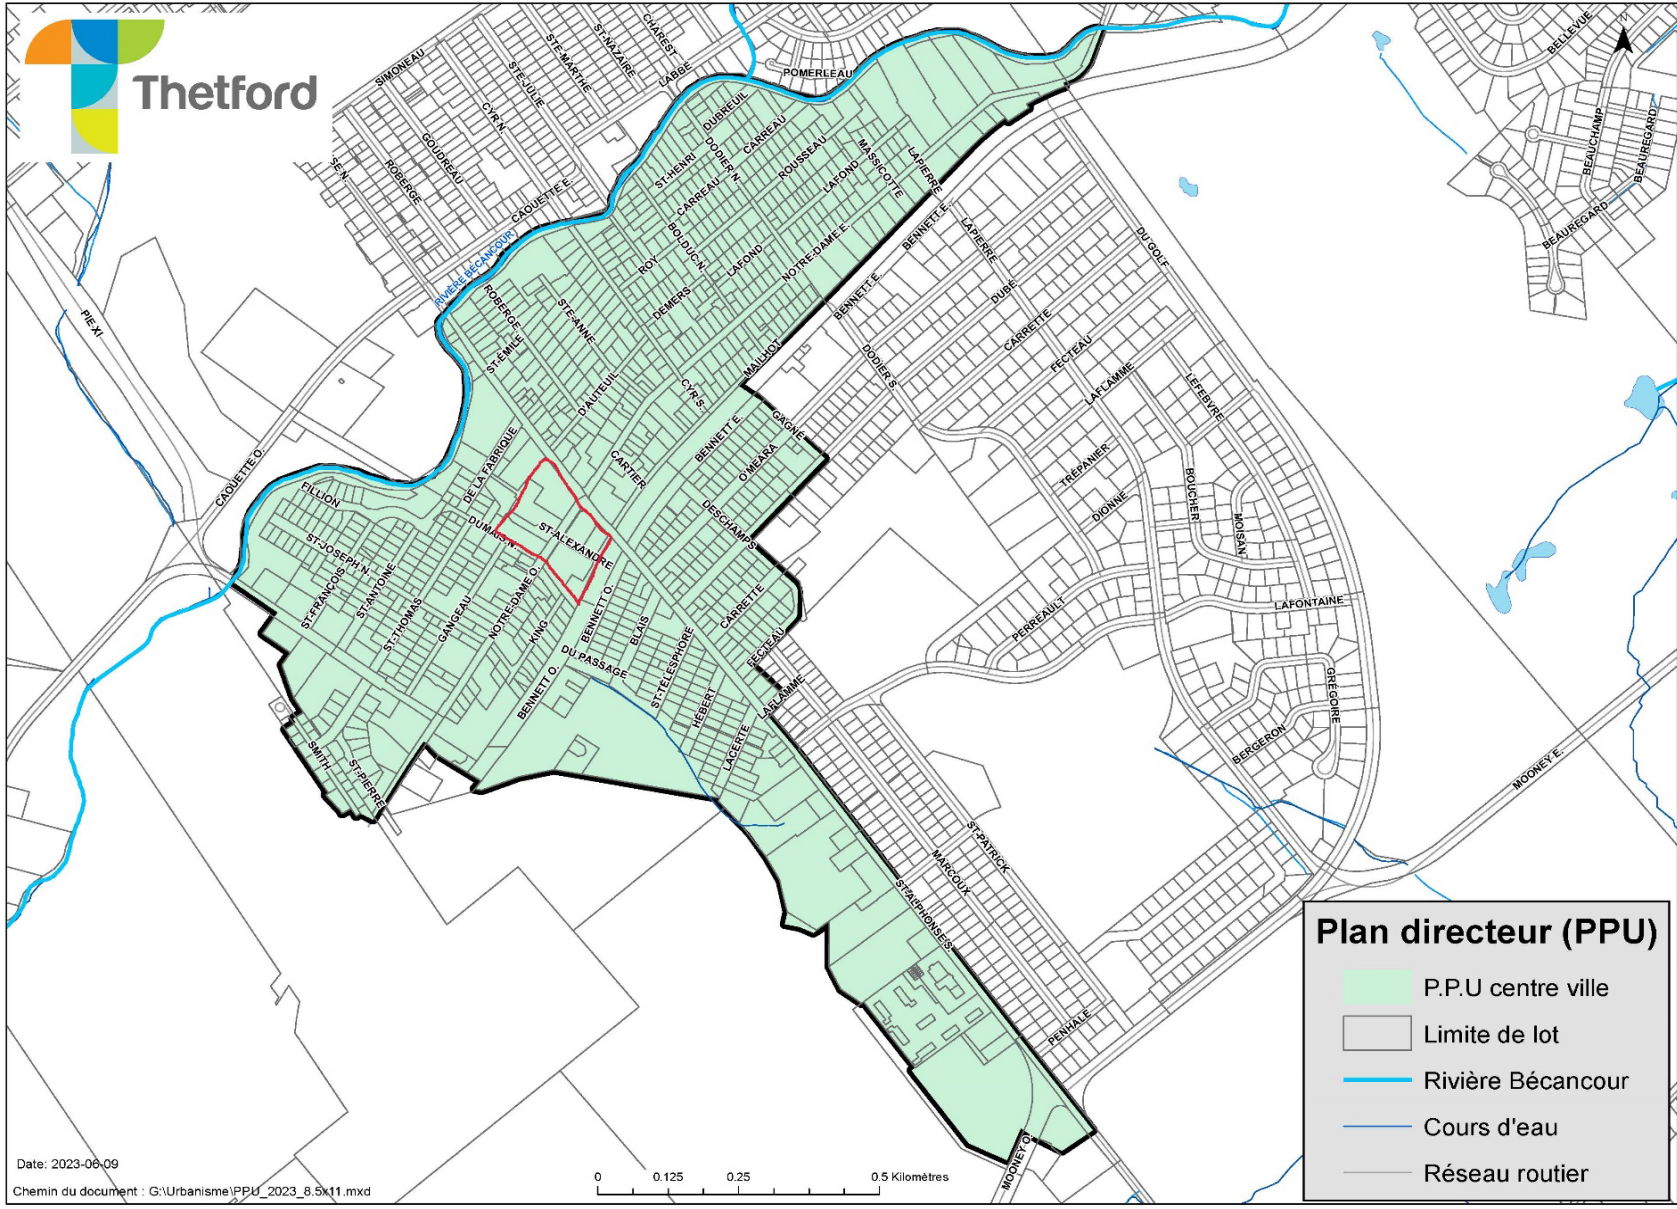 Thetford
SIMONEAU
STE-JULIE
STE-MARTHE
ST-NAZAIRE
CHAREST
LABBÉ
POMERLEAU
BELLEVUE
CYR N.
GOUDREAU
ROBERGE
SE N.
CAOUETTE E.
DUBREUIL
CARREAU
DODIER N.
ST-HENRI
CARREAU
ROUSSEAU
LAFOND
MASSICOTTE
LAPIERRE
BEAUCHAMP
BEAUREGARD
BEAUREGARD
BENNETT E.
LAPIERRE
DU GOLF
RIVIÈRE BÉCANCOUR
BOLDUC N.
ROY
LAFOND
NOTRE-DAME E.
DEMERS
BENNETT E.
DUBÉ
CARRETTE
FECTEAU
LAFLAMME
LEFEBVRE
PIE-XI
ROBERGE
STE-ANNE
ST-ÉMILE
D'AUTEUIL
CYR S.
MAILHOT
DODIER S.
GAGNÉ
CAOUETTE O.
DE LA FABRIQUE
CARTIER
BENNETT E.
O'MEARA
TRÉPANIER
DIONNE
BOUCHER
MOISAN
FILLION
DUMAIS N.
ST-ALEXANDRE
DESCHAMPS
ST-JOSEPH N.
ST-FRANÇOIS
ST-ANTOINE
ST-THOMAS
GANGEAU
NOTRE-DAME O.
KING
BENNETT O.
BLAIS
DU PASSAGE
ST-TÉLESPHORE
CARRETTE
FECTEAU
LAFLAMME
PERREAULT
LAFONTAINE
GRÉGOIRE
BERGERON
MOONEY E.
BENNETT O.
HÉBERT
LACERTE
SMITH
ST-PIERRE
ST-PATRICK
MARCOUX
ST-ALPHONSE S.
PENHALE
MOONEY O.
Plan directeur (PPU)
P.P.U centre ville
Limite de lot
Rivière Bécancour
Cours d'eau
Réseau routier
Date: 2023-06-09
Chemin du document : G:\Urbanisme\PPU_2023_8.5x11.mxd
0 0.125 0.25 0.5 Kilomètres